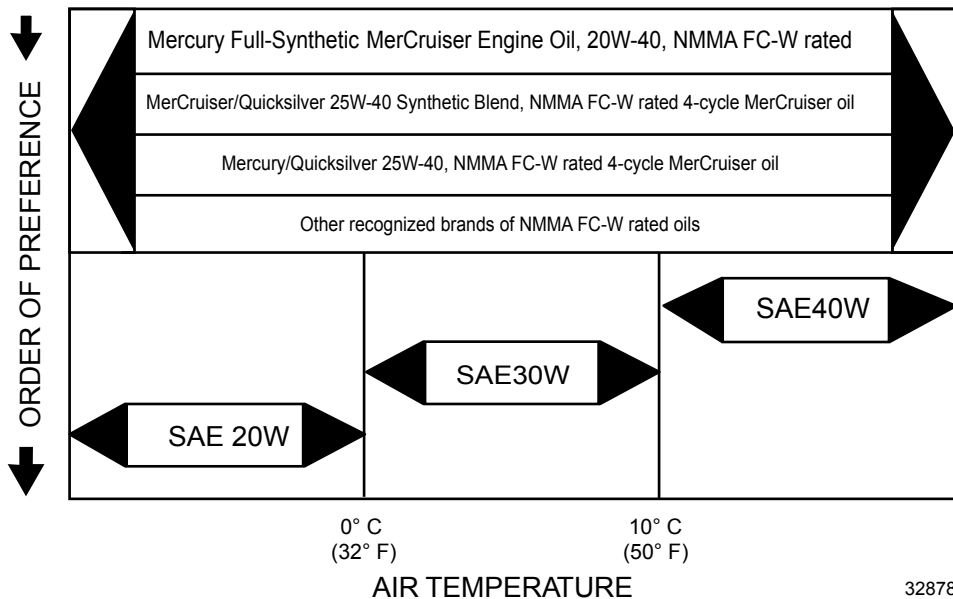 ORDER OF PREFERENCE
Mercury Full-Synthetic MerCruiser Engine Oil, 20W-40, NMMA FC-W rated
MerCruiser/Quicksilver 25W-40 Synthetic Blend, NMMA FC-W rated 4-cycle MerCruiser oil
Mercury/Quicksilver 25W-40, NMMA FC-W rated 4-cycle MerCruiser oil
Other recognized brands of NMMA FC-W rated oils
SAE40W
SAE30W
SAE 20W
0° C
(32° F)
10° C
(50° F)
AIR TEMPERATURE
32878